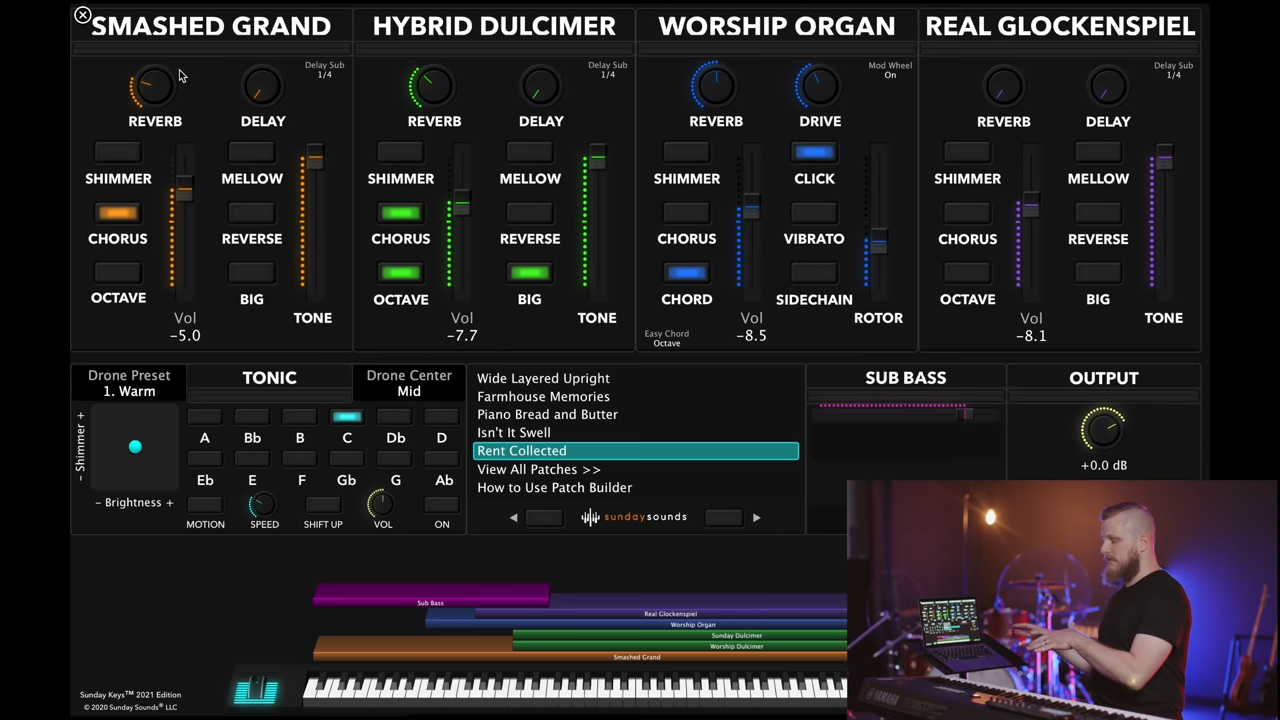 SMASHED GRAND
HYBRID DULCIMER
WORSHIP ORGAN
REAL GLOCKENSPIEL
Delay Sub
1/4
Delay Sub
1/4
Mod Wheel
On
Delay Sub
1/4
REVERB
DELAY
REVERB
DELAY
REVERB
DRIVE
REVERB
DELAY
SHIMMER
MELLOW
SHIMMER
MELLOW
SHIMMER
CLICK
SHIMMER
MELLOW
CHORUS
REVERSE
CHORUS
REVERSE
CHORUS
VIBRATO
CHORUS
REVERSE
OCTAVE
BIG
OCTAVE
BIG
CHORD
SIDECHAIN
OCTAVE
BIG
Vol
-5.0
TONE
Vol
-7.7
TONE
Easy Chord
Octave
Vol
-8.5
ROTOR
Vol
-8.1
TONE
Drone Preset
1. Warm
TONIC
Drone Center
Mid
- Shimmer +
- Brightness +
A
Bb
B
C
Db
D
Eb
E
F
Gb
G
Ab
MOTION
SPEED
SHIFT UP
VOL
ON
Wide Layered Upright
Farmhouse Memories
Piano Bread and Butter
Isn't It Swell
Rent Collected
View All Patches >>
How to Use Patch Builder
sundaysounds
SUB BASS
OUTPUT
+0.0 dB
Sub Bass
Real Glockenspiel
Worship Organ
Sunday Dulcimer
Worship Dulcimer
Smashed Grand
Sunday Keys™ 2021 Edition
© 2020 Sunday Sounds® LLC
YAMAHA